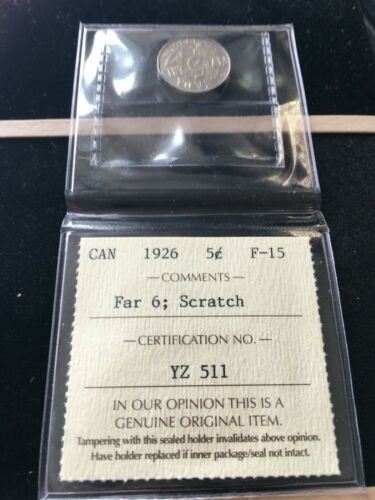 CAN 1926 5¢ F-15
— COMMENTS —
Far 6; Scratch
— CERTIFICATION NO. —
YZ 511
IN OUR OPINION THIS IS A
GENUINE ORIGINAL ITEM.
Tampering with this sealed holder invalidates above opinion.
Have holder replaced if inner package/seal not intact.